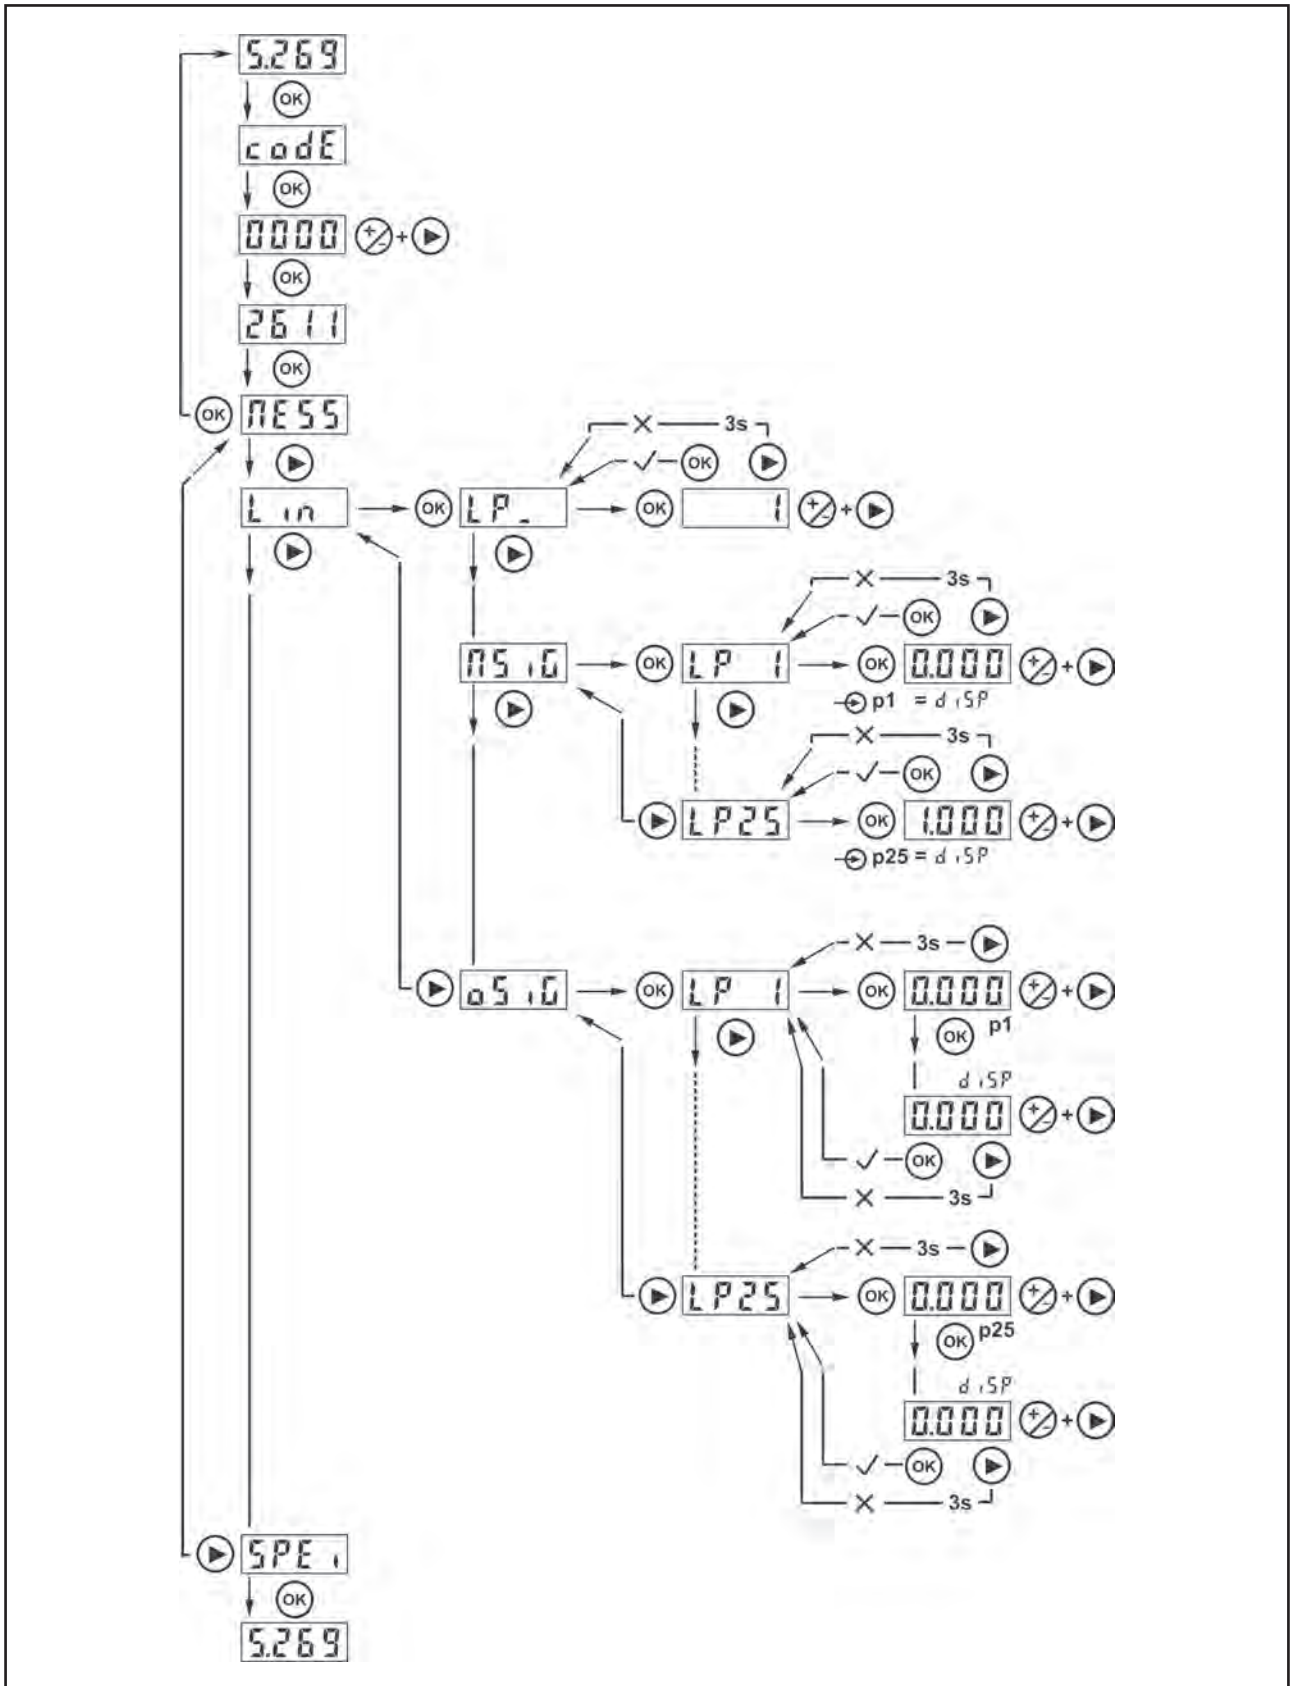 5.269
OK
codE
OK
0000 +/- + ▶
OK
2611
OK
OK MESS
✕ 3s
▶ ✓ OK ▶
Lin OK LP_ OK 1 +/- + ▶
▶ ▶
✕ 3s
✓ OK ▶
MSiG OK LP 1 OK 0.000 +/- + ▶
▶ ▶ p1 = diSP
✕ 3s
✓ OK ▶
▶ LP25 OK 1.000 +/- + ▶
p25 = diSP
✕ 3s ▶
▶ oSiG OK LP 1 OK 0.000 +/- + ▶
▶ OK p1
diSP
0.000 +/- + ▶
✓ OK ▶
✕ 3s
✕ 3s ▶
▶ LP25 OK 0.000 +/- + ▶
OK p25
diSP
0.000 +/- + ▶
✓ OK ▶
✕ 3s
▶ SPEi
OK
5.269